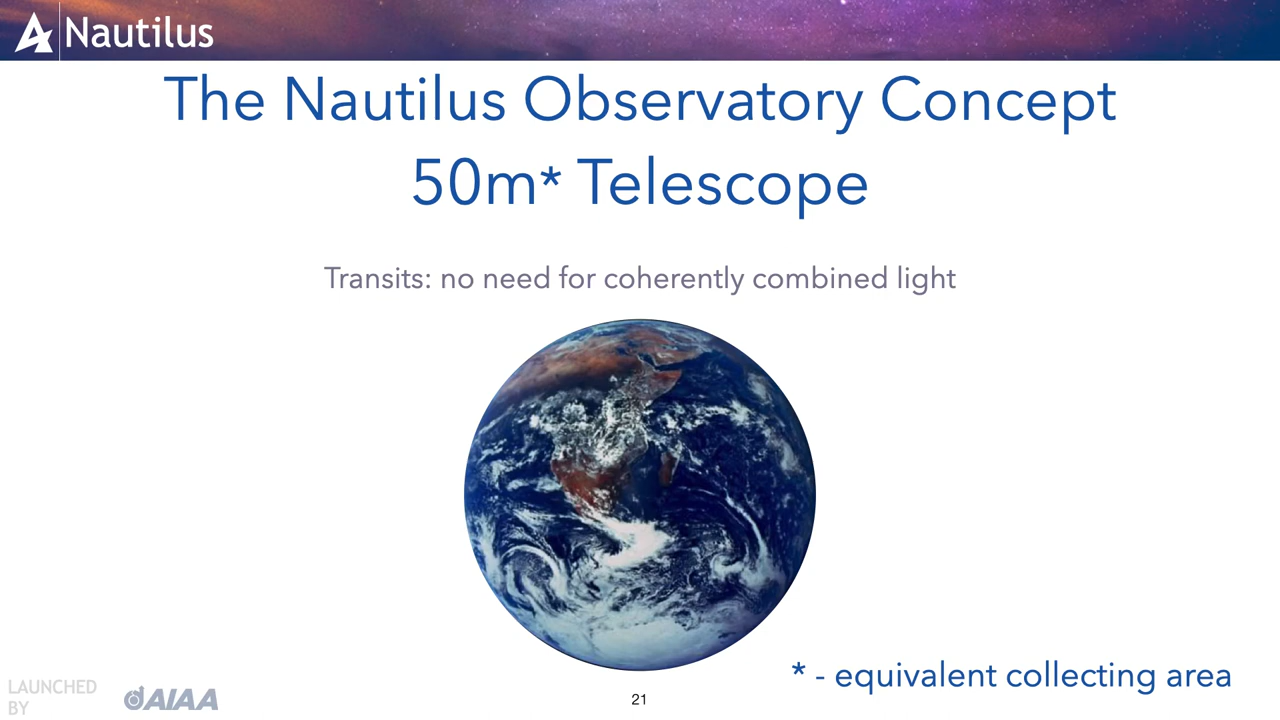 Nautilus
The Nautilus Observatory Concept
50m* Telescope
Transits: no need for coherently combined light
* - equivalent collecting area
LAUNCHED
BY
AIAA
21